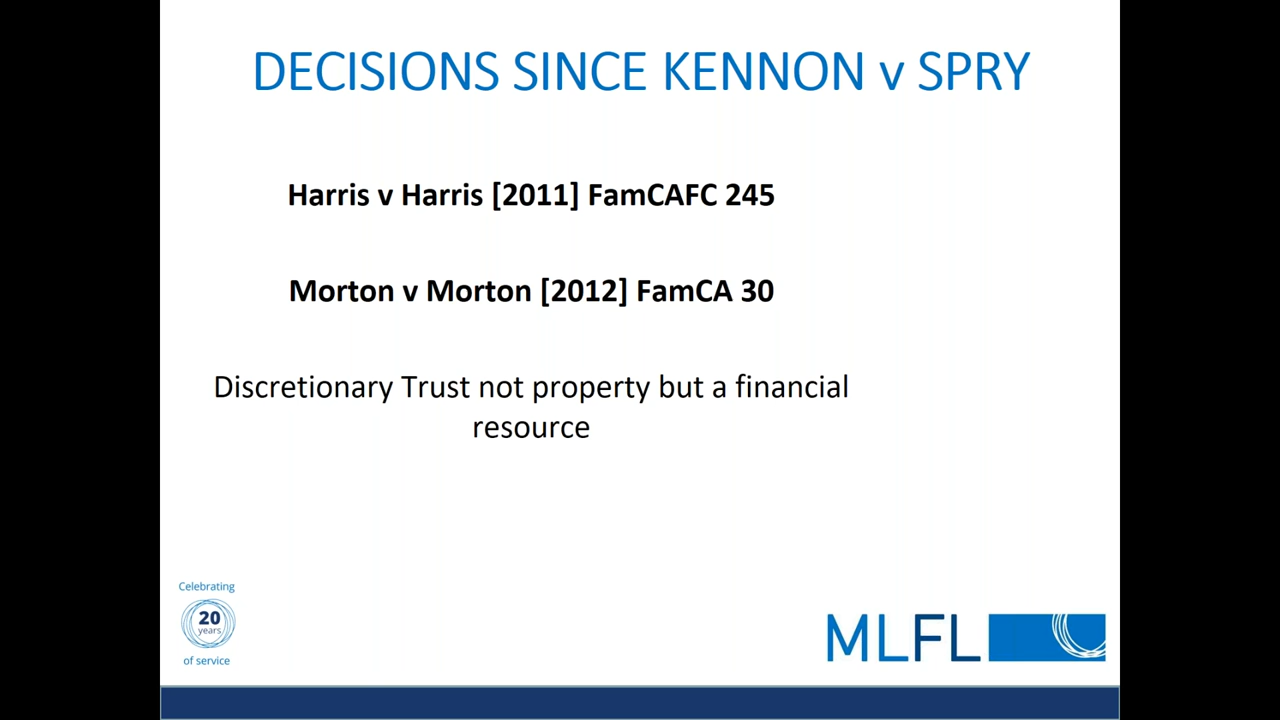 DECISIONS SINCE KENNON v SPRY
Harris v Harris [2011] FamCAFC 245
Morton v Morton [2012] FamCA 30
Discretionary Trust not property but a financial
resource
Celebrating
20
years
of service
MLFL